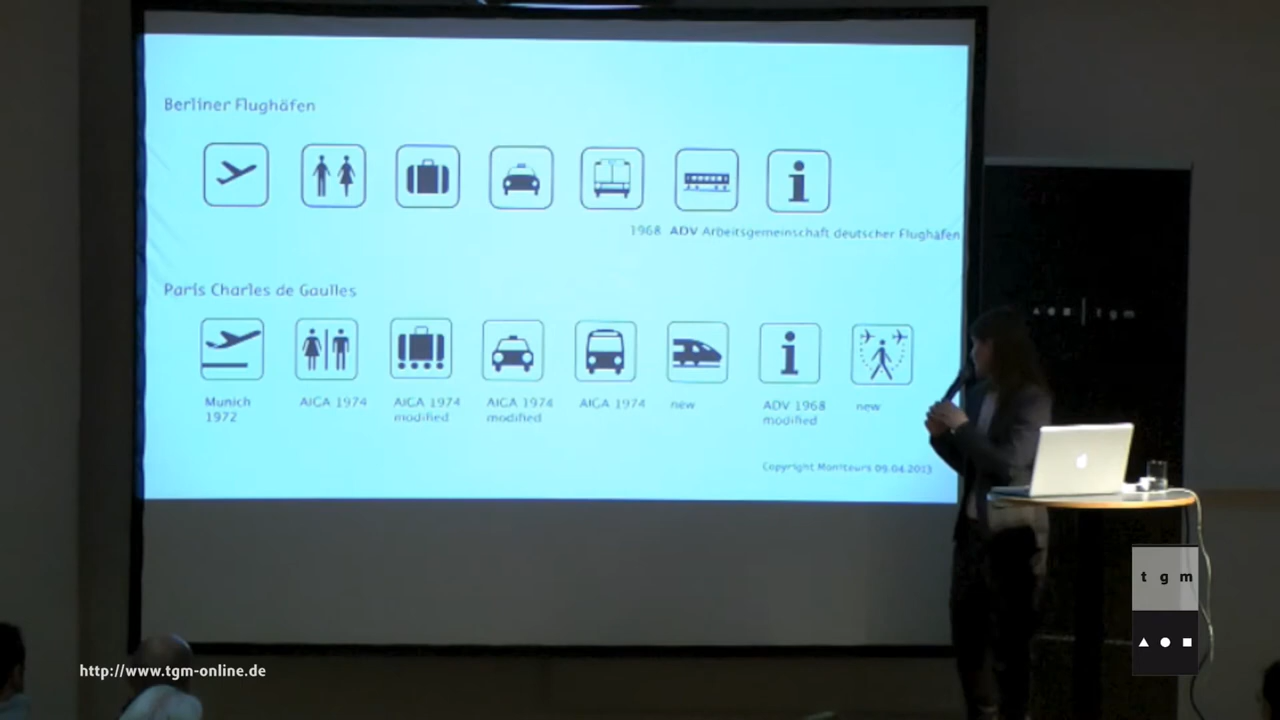 Berliner Flughäfen
1968 ADV Arbeitsgemeinschaft deutscher Flughäfen
Paris Charles de Gaulles
Munich
1972
AIGA 1974
AIGA 1974
modified
AIGA 1974
modified
AIGA 1974
new
ADV 1968
modified
new
Copyright Moniteurs 09.04.2013
tgm
tgm
http://www.tgm-online.de